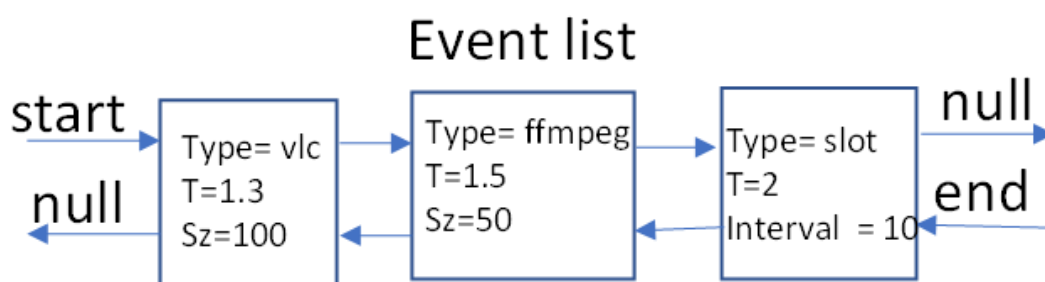 Event list
start
null
Type= vlc
T=1.3
Sz=100
Type= ffmpeg
T=1.5
Sz=50
Type= slot
T=2
Interval = 10
null
end